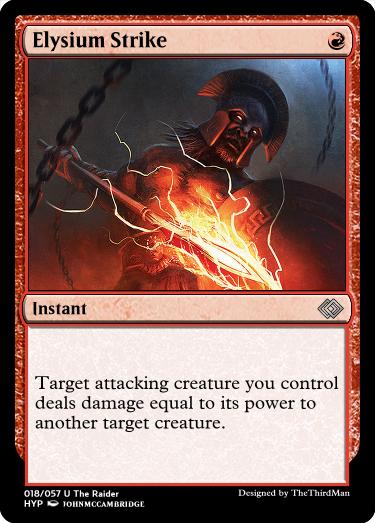 Elysium Strike
Instant
Target attacking creature you control
deals damage equal to its power to
another target creature.
018/057 U The Raider
HYP JOHNMCCAMBRIDGE
Designed by TheThirdMan